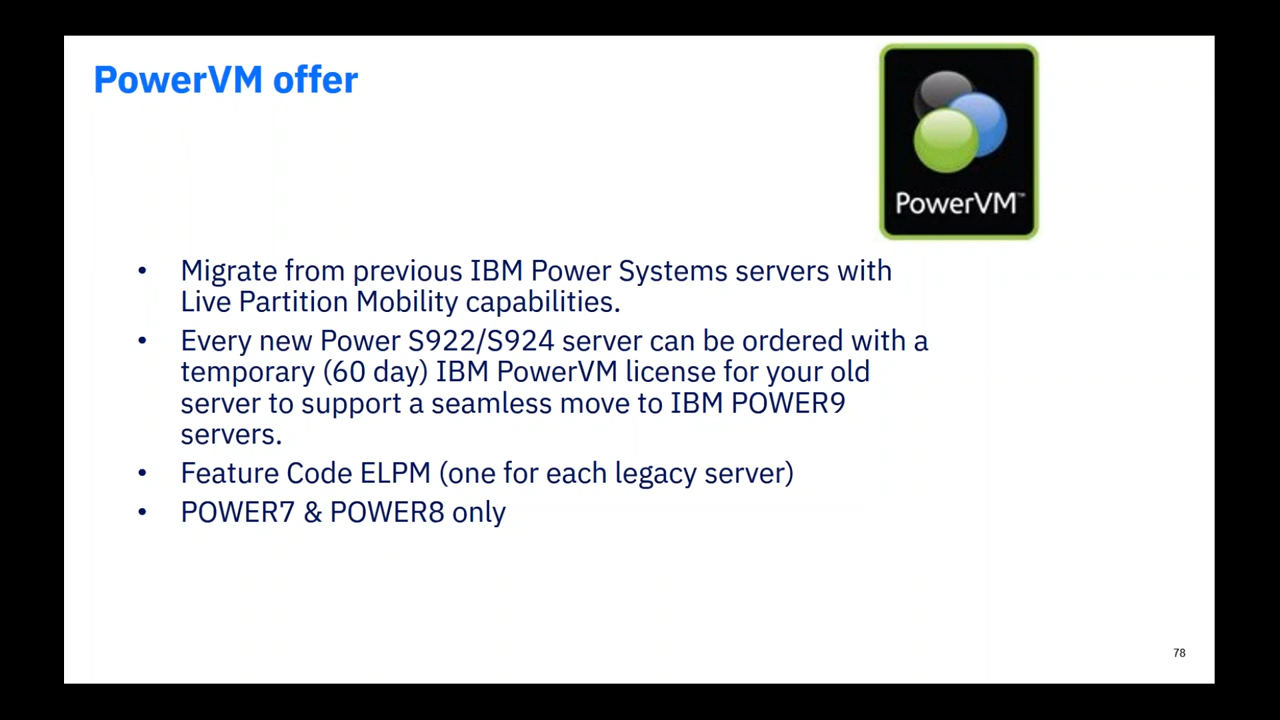 PowerVM offer
PowerVM™
• Migrate from previous IBM Power Systems servers with
Live Partition Mobility capabilities.
• Every new Power S922/S924 server can be ordered with a
temporary (60 day) IBM PowerVM license for your old
server to support a seamless move to IBM POWER9
servers.
• Feature Code ELPM (one for each legacy server)
• POWER7 & POWER8 only
78